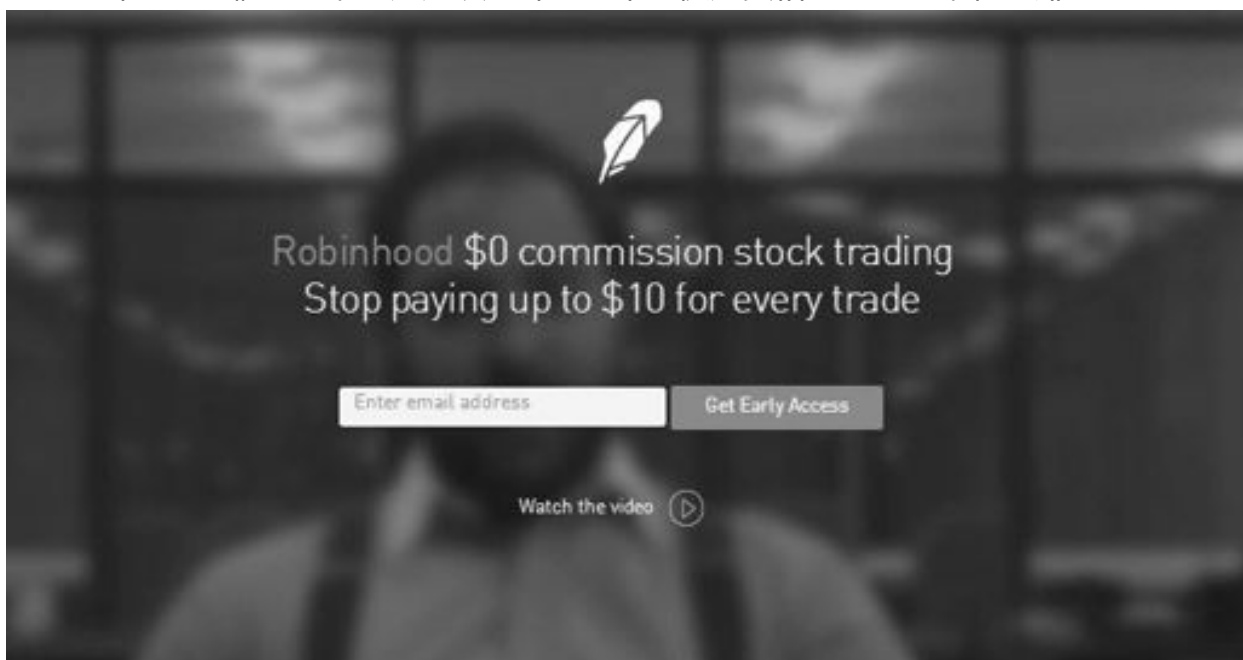 Robinhood $0 commission stock trading
Stop paying up to $10 for every trade
Enter email address
Get Early Access
Watch the video